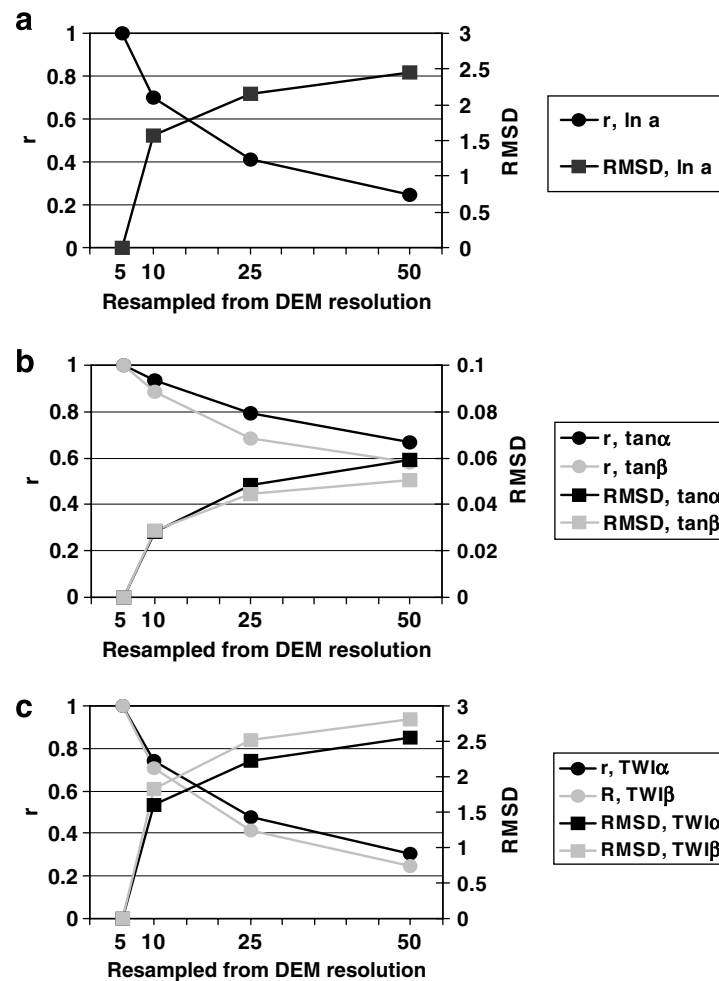 a
1
0.8
0.6
0.4
0.2
0
r
3
2.5
2
1.5
1
0.5
0
RMSD
5 10 25 50
Resampled from DEM resolution
r, ln a
RMSD, ln a
b
1
0.8
0.6
0.4
0.2
0
r
0.1
0.08
0.06
0.04
0.02
0
RMSD
5 10 25 50
Resampled from DEM resolution
r, tanα
r, tanβ
RMSD, tanα
RMSD, tanβ
c
1
0.8
0.6
0.4
0.2
0
r
3
2.5
2
1.5
1
0.5
0
RMSD
5 10 25 50
Resampled from DEM resolution
r, TWIα
R, TWIβ
RMSD, TWIα
RMSD, TWIβ